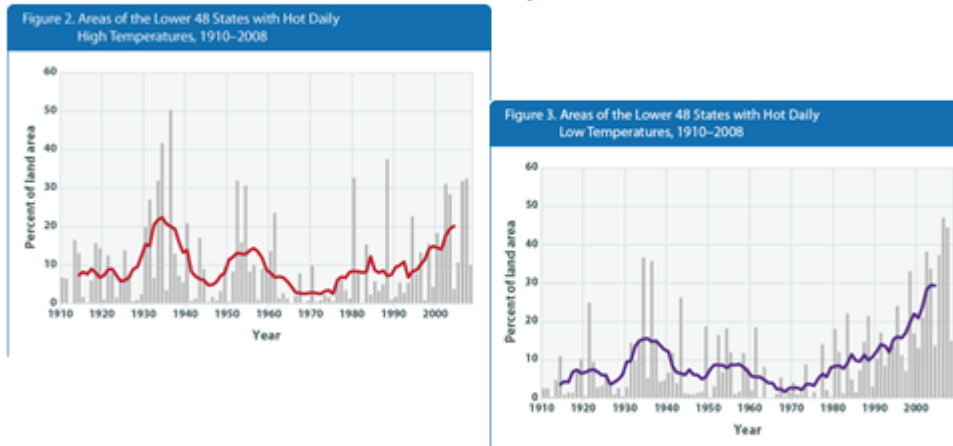 Figure 2. Areas of the Lower 48 States with Hot Daily
High Temperatures, 1910–2008
60
50
40
30
20
10
0
Percent of land area
1910 1920 1930 1940 1950 1960 1970 1980 1990 2000
Year
Figure 3. Areas of the Lower 48 States with Hot Daily
Low Temperatures, 1910–2008
60
50
40
30
20
10
0
Percent of land area
1910 1920 1930 1940 1950 1960 1970 1980 1990 2000
Year